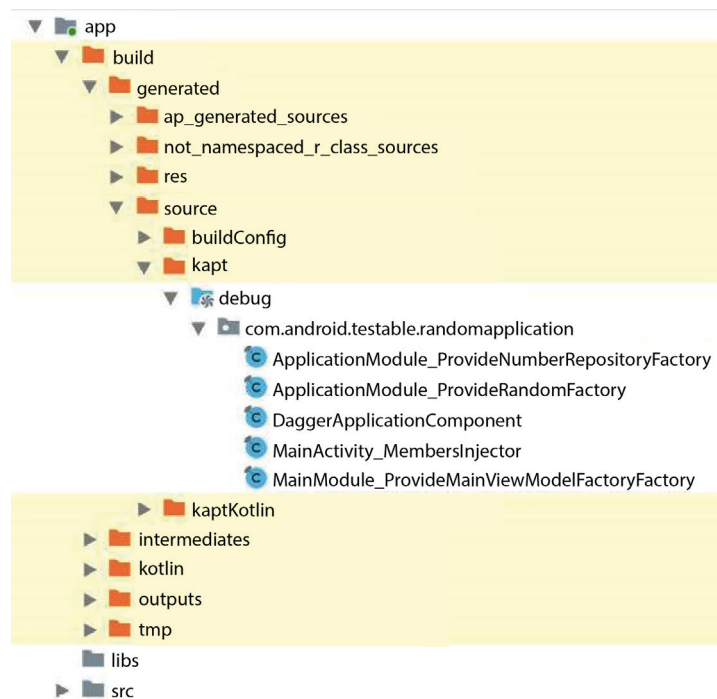 app
build
generated
ap_generated_sources
not_namespaced_r_class_sources
res
source
buildConfig
kapt
debug
com.android.testable.randomapplication
ApplicationModule_ProvideNumberRepositoryFactory
ApplicationModule_ProvideRandomFactory
DaggerApplicationComponent
MainActivity_MembersInjector
MainModule_ProvideMainViewModelFactoryFactory
kaptKotlin
intermediates
kotlin
outputs
tmp
libs
src